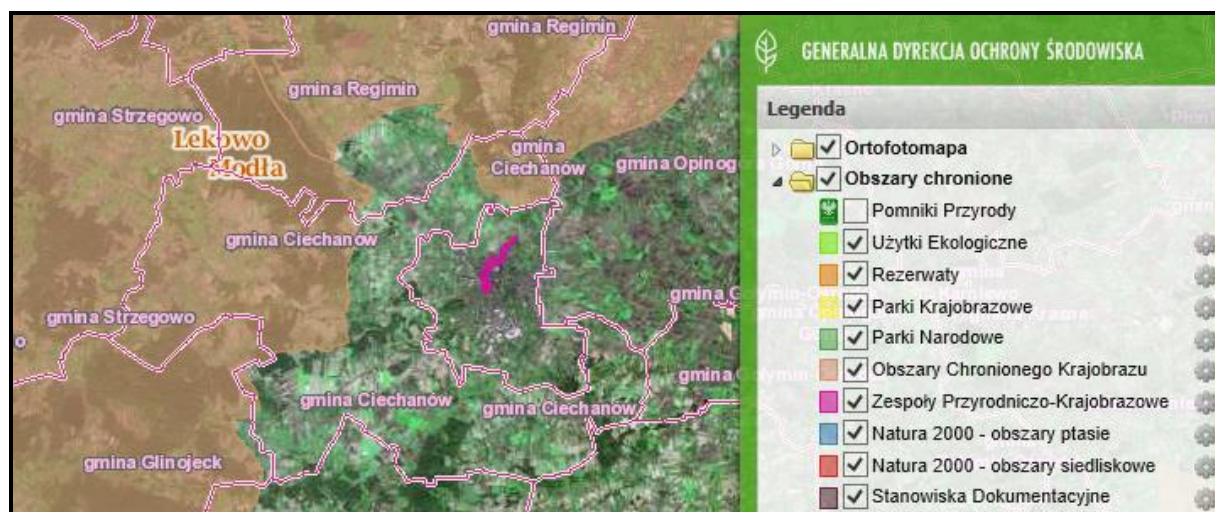 gmina Regimin
gmina Regimin
gmina Strzegowo
Lekowo
Modła
gmina
Ciechanów
gmina Opinogóra
gmina Ciechanów
gmina Strzegowo
gmina Ciechanów
gmina Ciechanów
gmina Glinojeck
GENERALNA DYREKCJA OCHRONY ŚRODOWISKA
Legenda
Ortofotomapa
Obszary chronione
Pomniki Przyrody
Użytki Ekologiczne
Rezerwaty
Parki Krajobrazowe
Parki Narodowe
Obszary Chronionego Krajobrazu
Zespoły Przyrodniczo-Krajobrazowe
Natura 2000 - obszary ptasie
Natura 2000 - obszary siedliskowe
Stanowiska Dokumentacyjne